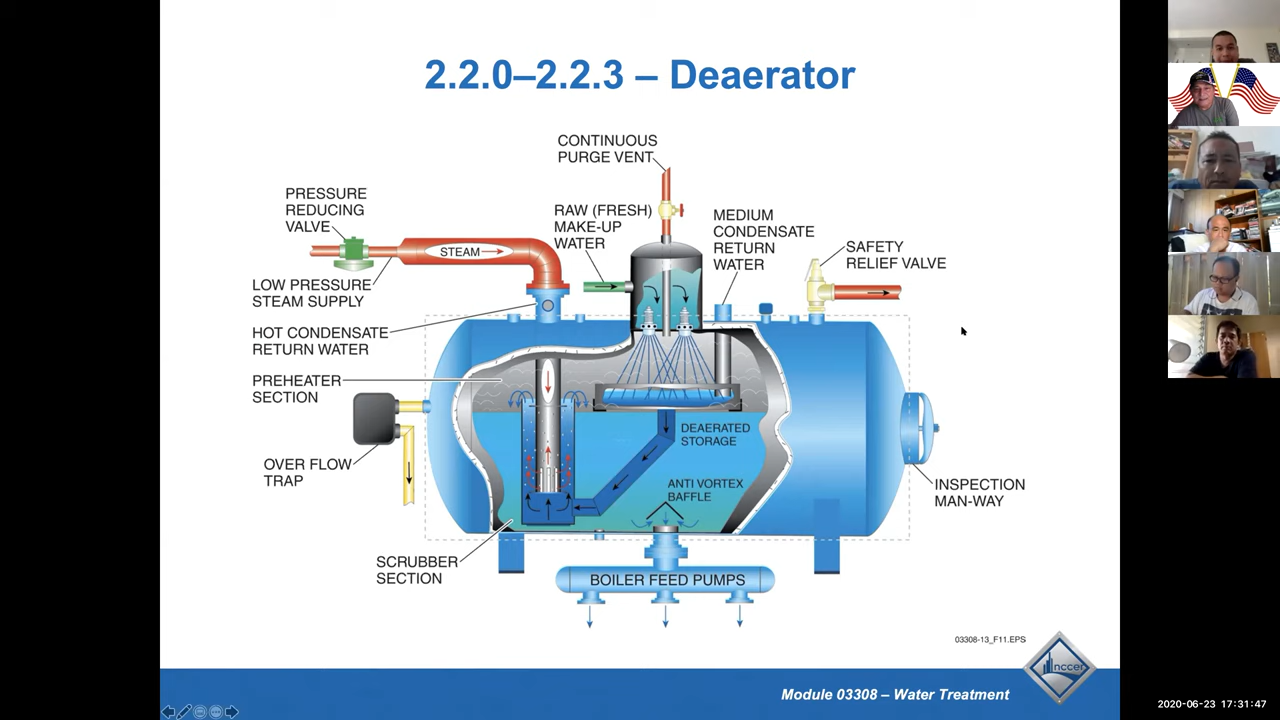 2.2.0–2.2.3 – Deaerator
CONTINUOUS
PURGE VENT
PRESSURE
REDUCING
VALVE
RAW (FRESH)
MAKE-UP
WATER
MEDIUM
CONDENSATE
RETURN
WATER
SAFETY
RELIEF VALVE
STEAM
LOW PRESSURE
STEAM SUPPLY
HOT CONDENSATE
RETURN WATER
PREHEATER
SECTION
DEAERATED
STORAGE
OVER FLOW
TRAP
ANTI VORTEX
BAFFLE
INSPECTION
MAN-WAY
SCRUBBER
SECTION
BOILER FEED PUMPS
03308-13_F11.EPS
nccer
Module 03308 – Water Treatment
2020-06-23 17:31:47